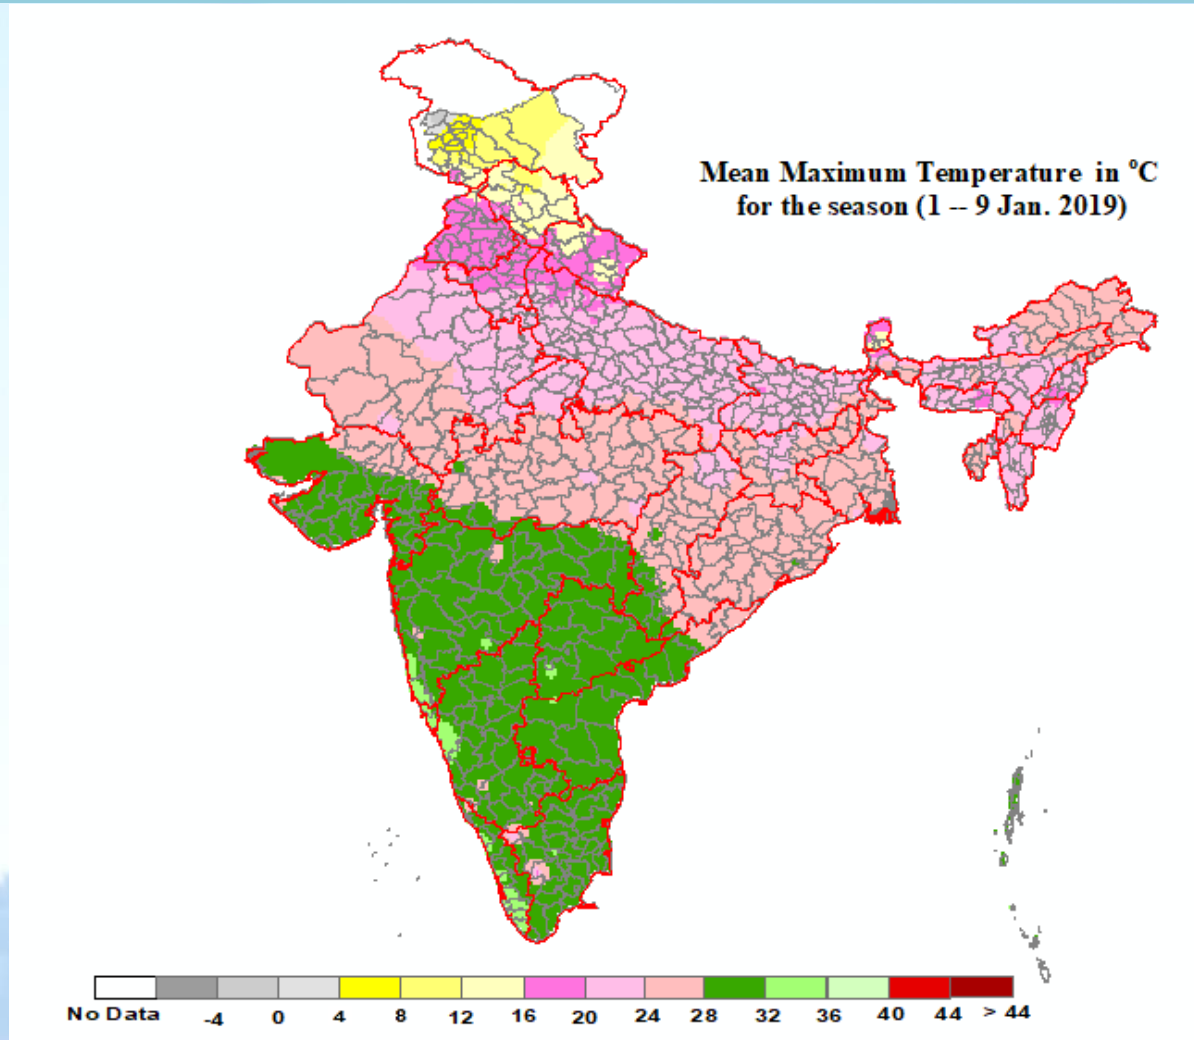 Mean Maximum Temperature in °C
for the season (1 -- 9 Jan. 2019)
No Data -4 0 4 8 12 16 20 24 28 32 36 40 44 > 44